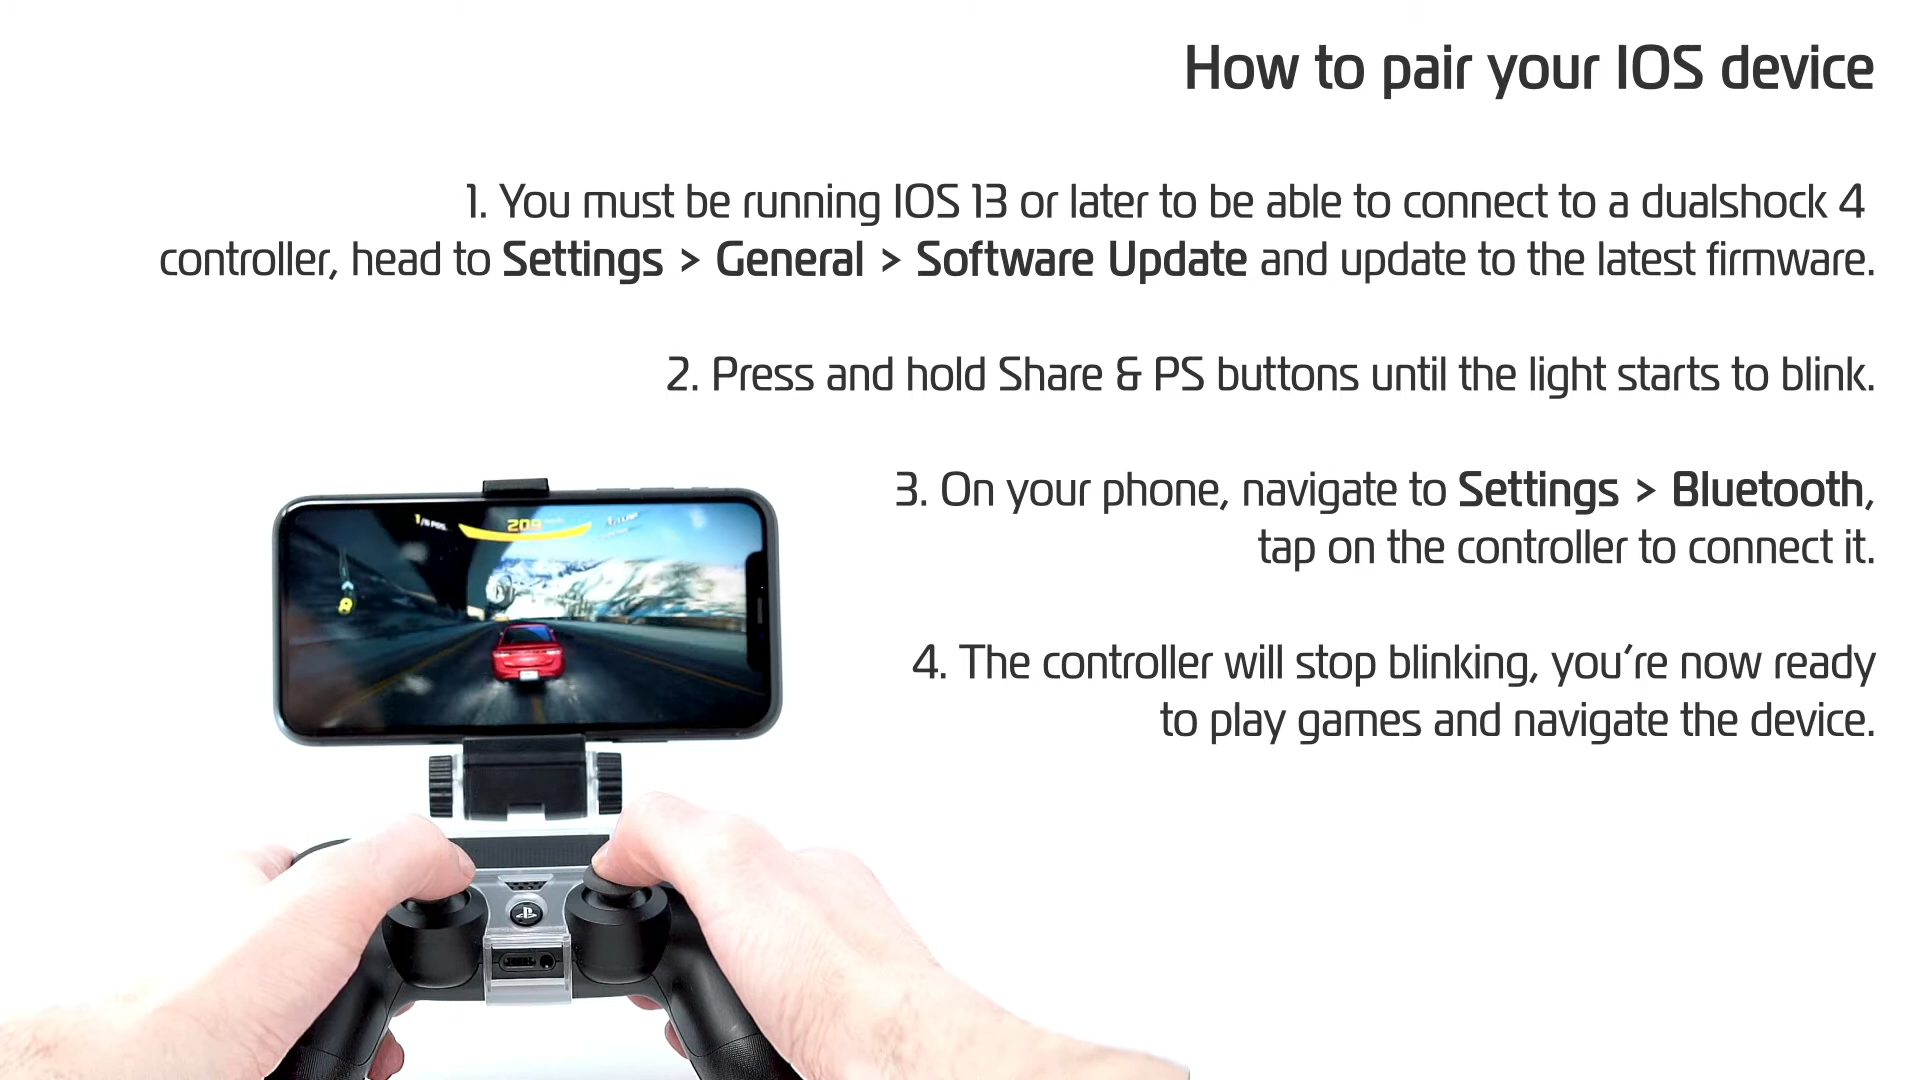 How to pair your IOS device
1. You must be running IOS 13 or later to be able to connect to a dualshock 4
controller, head to Settings > General > Software Update and update to the latest firmware.
2. Press and hold Share & PS buttons until the light starts to blink.
3. On your phone, navigate to Settings > Bluetooth,
tap on the controller to connect it.
4. The controller will stop blinking, you're now ready
to play games and navigate the device.
209